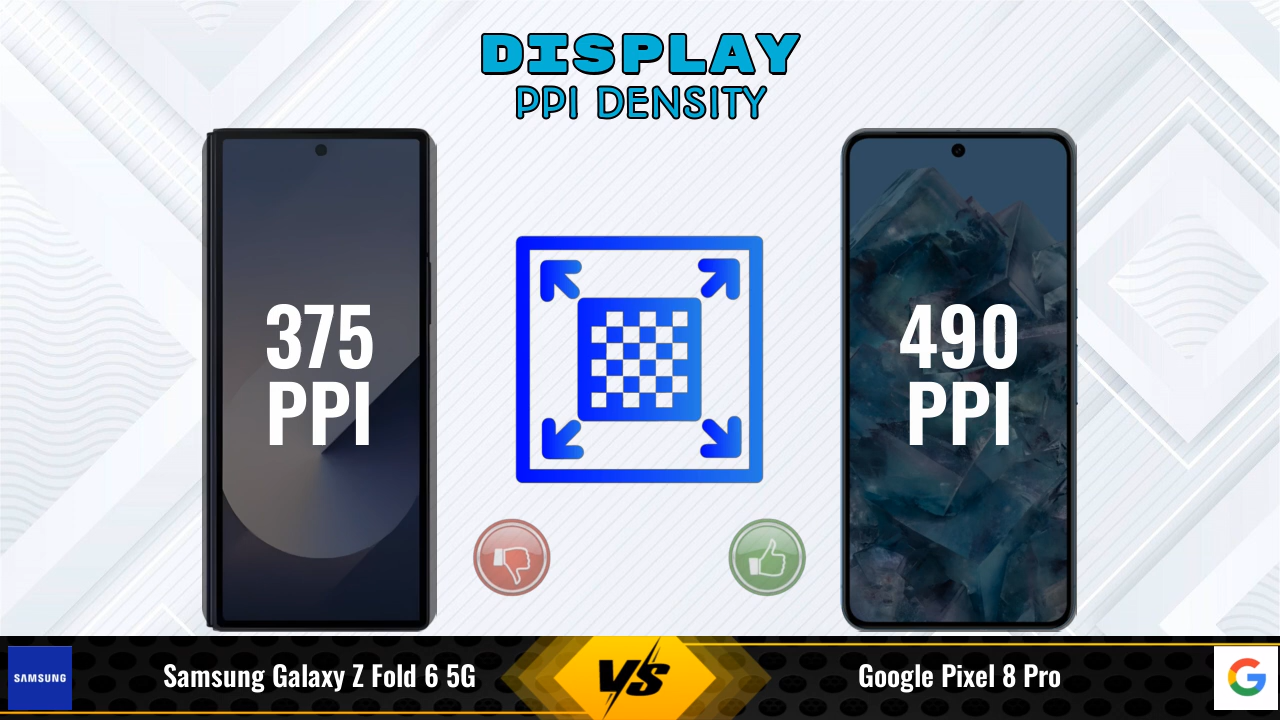 DISPLAY
PPI DENSITY
375
PPI
490
PPI
SAMSUNG
Samsung Galaxy Z Fold 6 5G
VS
Google Pixel 8 Pro
G